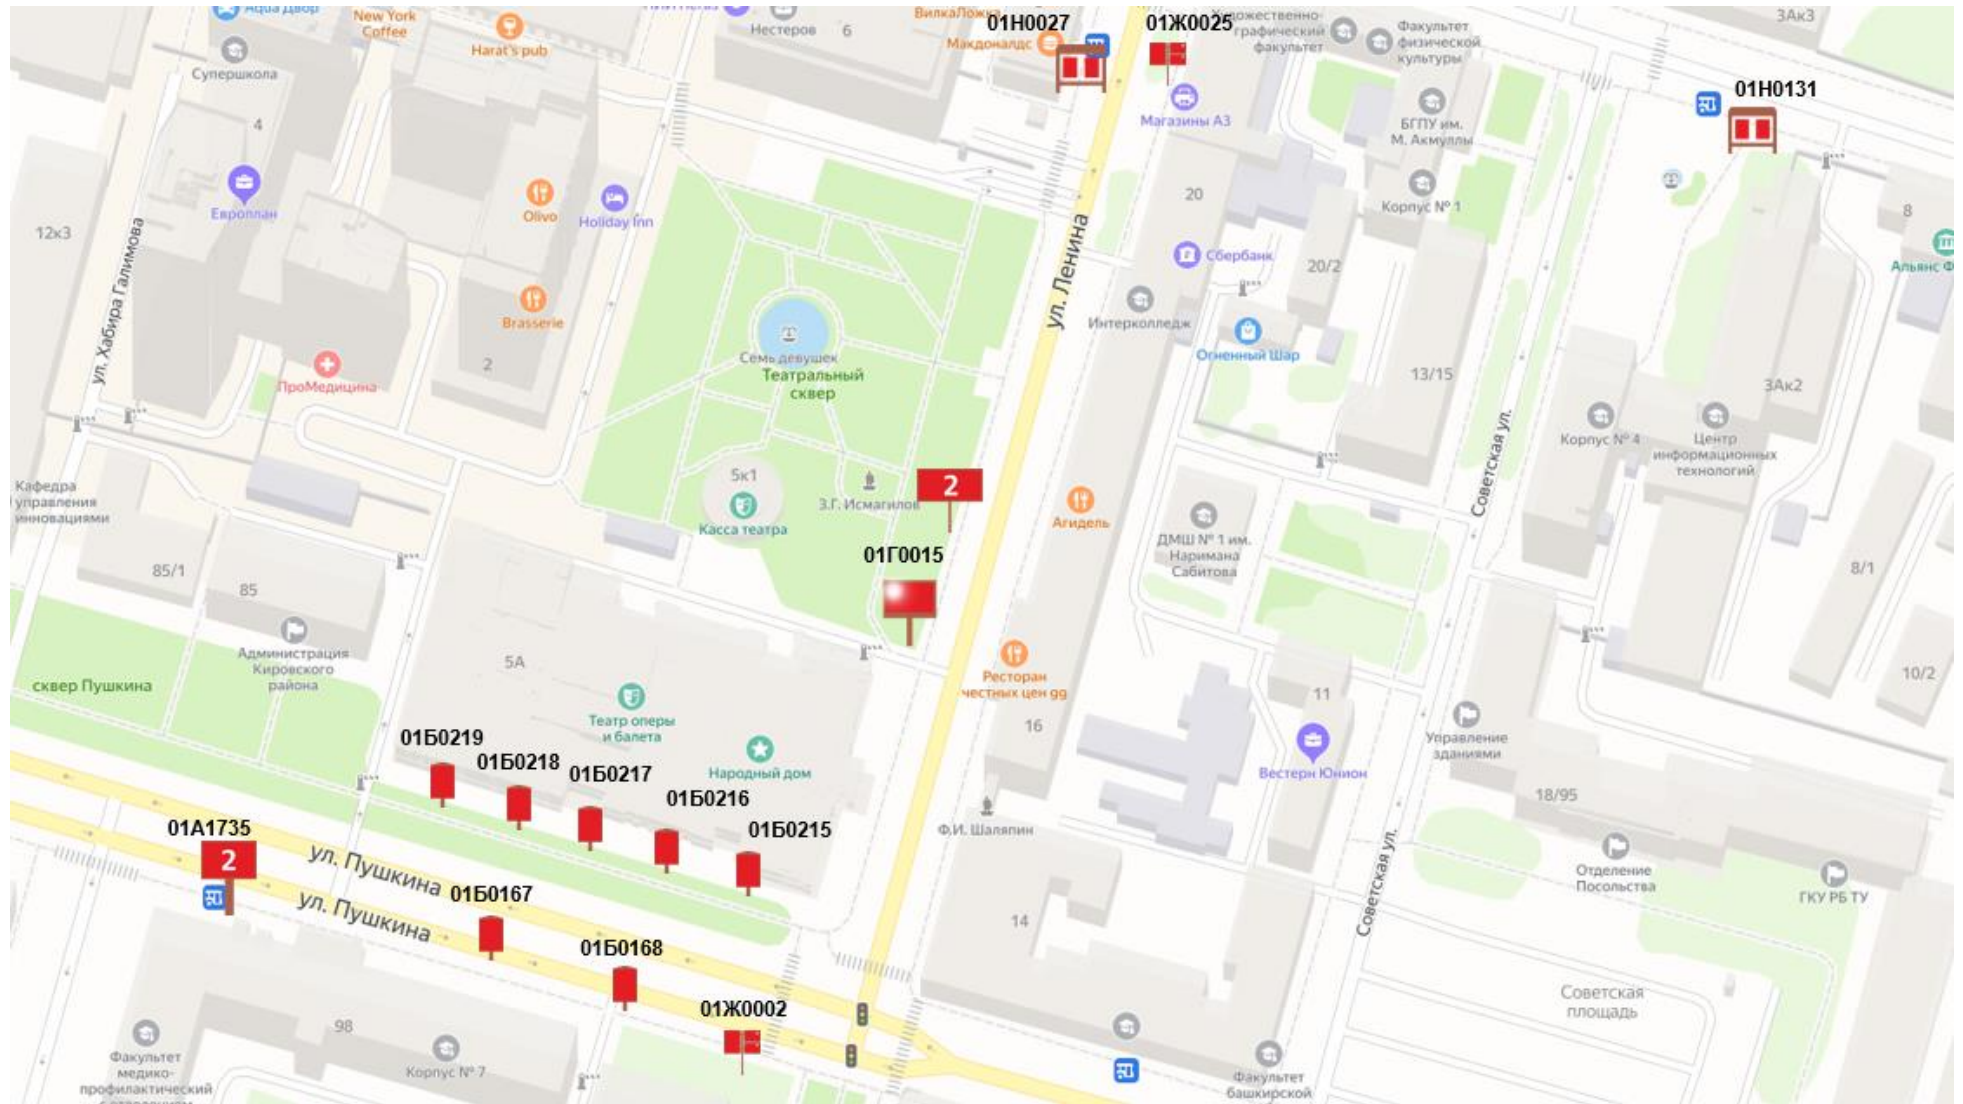 Аqua Двор
New York
Coffee
Harat's pub
Нестеров
6
ВилкаЛожка
Макдоналдс
01Н0027
01Ж0025
графический
факультет
Факультет
физической
культуры
3Ак3
Супершкола
4
Магазины А3
БГПУ им.
М. Акмуллы
01Н0131
Европлан
Olivo
Holiday Inn
20
Корпус № 1
8
12к3
ул. Хабира Галимова
ул. Ленина
Сбербанк
20/2
Brasserie
Интерколледж
Огненный Шар
Семь девушек
Театральный
сквер
ПроМедицина
2
13/15
3Ак2
Советская ул.
Корпус № 4
Центр
информационных
технологий
Кафедра
управления
инновациями
5к1
Касса театра
З.Г. Исмагилов
2
Агидель
ДМШ № 1 им.
Наримана
Сабитова
01Г0015
85/1
85
8/1
Администрация
Кировского
района
сквер Пушкина
5А
Театр оперы
и балета
Народный дом
Ресторан
честных цен gg
16
11
10/2
Управление
зданиями
Вестерн Юнион
01Б0219
01Б0218
01Б0217
01Б0216
01Б0215
18/95
Ф.И. Шаляпин
01А1735
2
ул. Пушкина
ул. Пушкина
Советская ул.
Отделение
Посольства
ГКУ РБ ТУ
01Б0167
01Б0168
14
01Ж0002
98
Советская
площадь
Факультет
медико-
профилактический
Корпус № 7
Факультет
башкирской